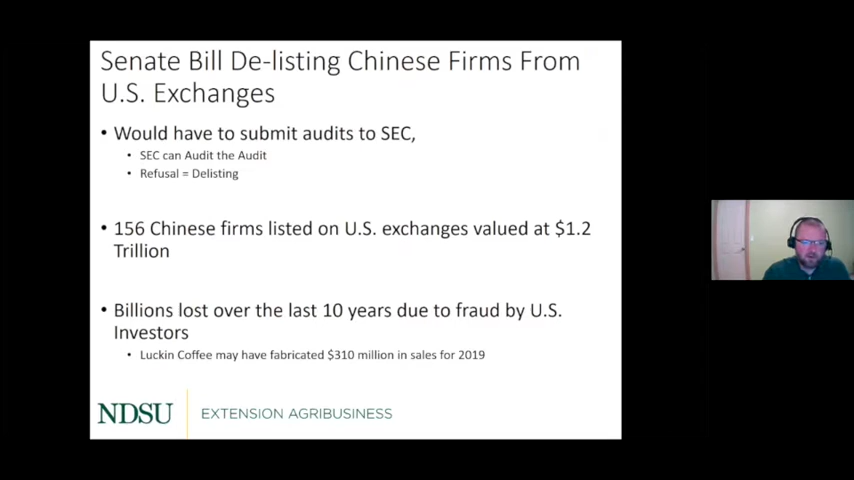 Senate Bill De-listing Chinese Firms From
U.S. Exchanges
• Would have to submit audits to SEC,
• SEC can Audit the Audit
• Refusal = Delisting
• 156 Chinese firms listed on U.S. exchanges valued at $1.2
Trillion
• Billions lost over the last 10 years due to fraud by U.S.
Investors
• Luckin Coffee may have fabricated $310 million in sales for 2019
NDSU EXTENSION AGRIBUSINESS